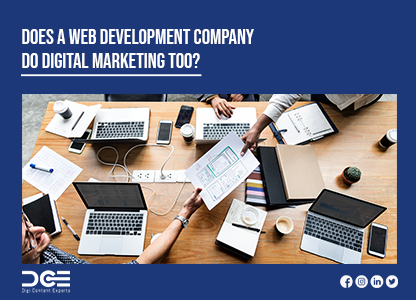 DOES A WEB DEVELOPMENT COMPANY
DO DIGITAL MARKETING TOO?
DCE
Digi Content Experts